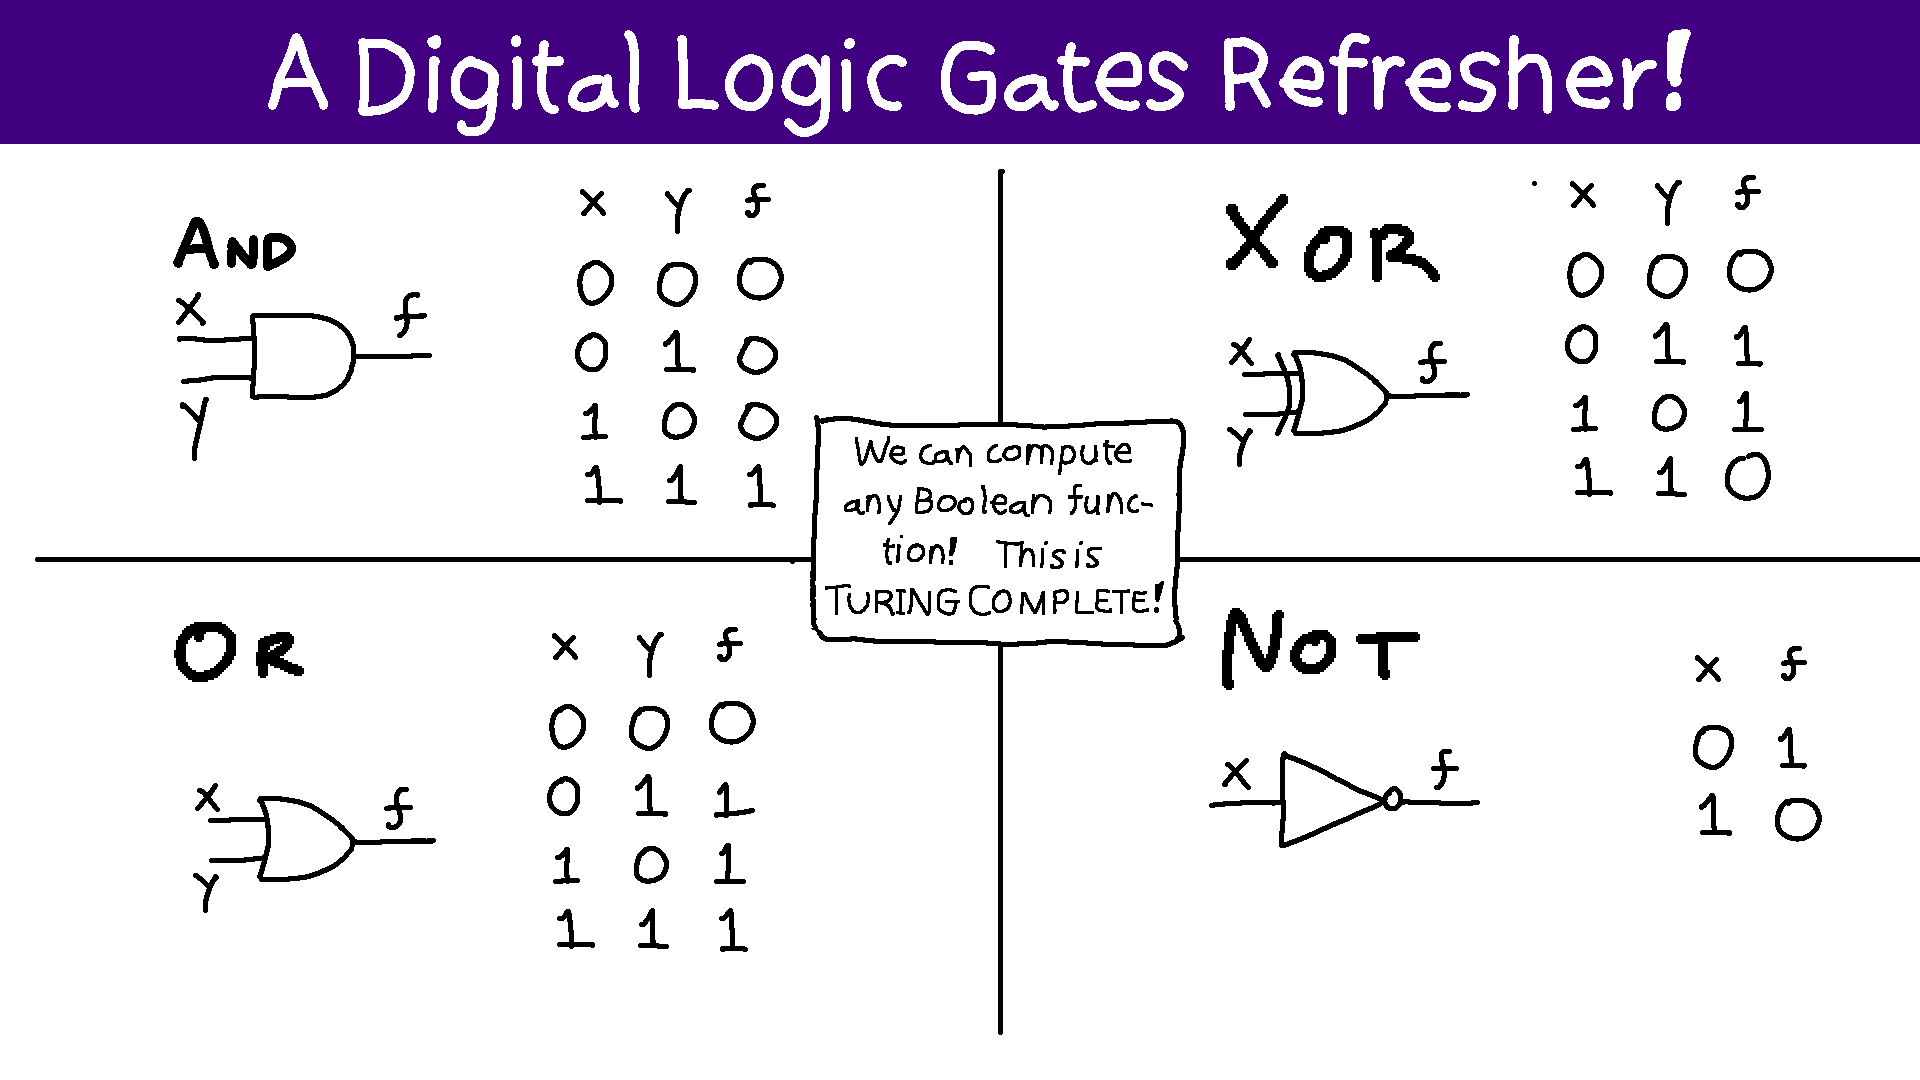 A Digital Logic Gates Refresher!
AND
x
y
f
x y f
0 0 0
0 1 0
1 0 0
1 1 1
XOR
x
y
f
x y f
0 0 0
0 1 1
1 0 1
1 1 0
We can compute
any Boolean func-
tion! This is
TURING COMPLETE!
OR
x
y
f
x y f
0 0 0
0 1 1
1 0 1
1 1 1
NOT
x
f
x f
0 1
1 0